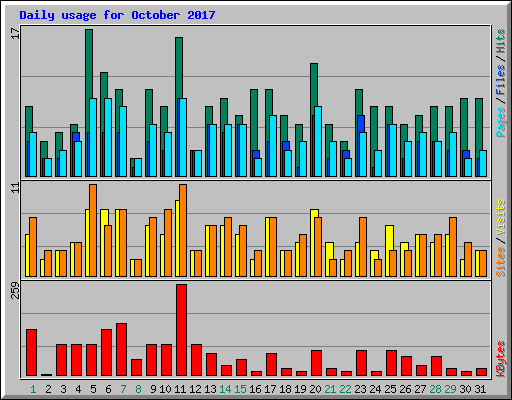 Daily usage for October 2017
17
Pages / Files / Hits
11
Sites / Visits
259
KBytes
1 2 3 4 5 6 7 8 9 10 11 12 13 14 15 16 17 18 19 20 21 22 23 24 25 26 27 28 29 30 31